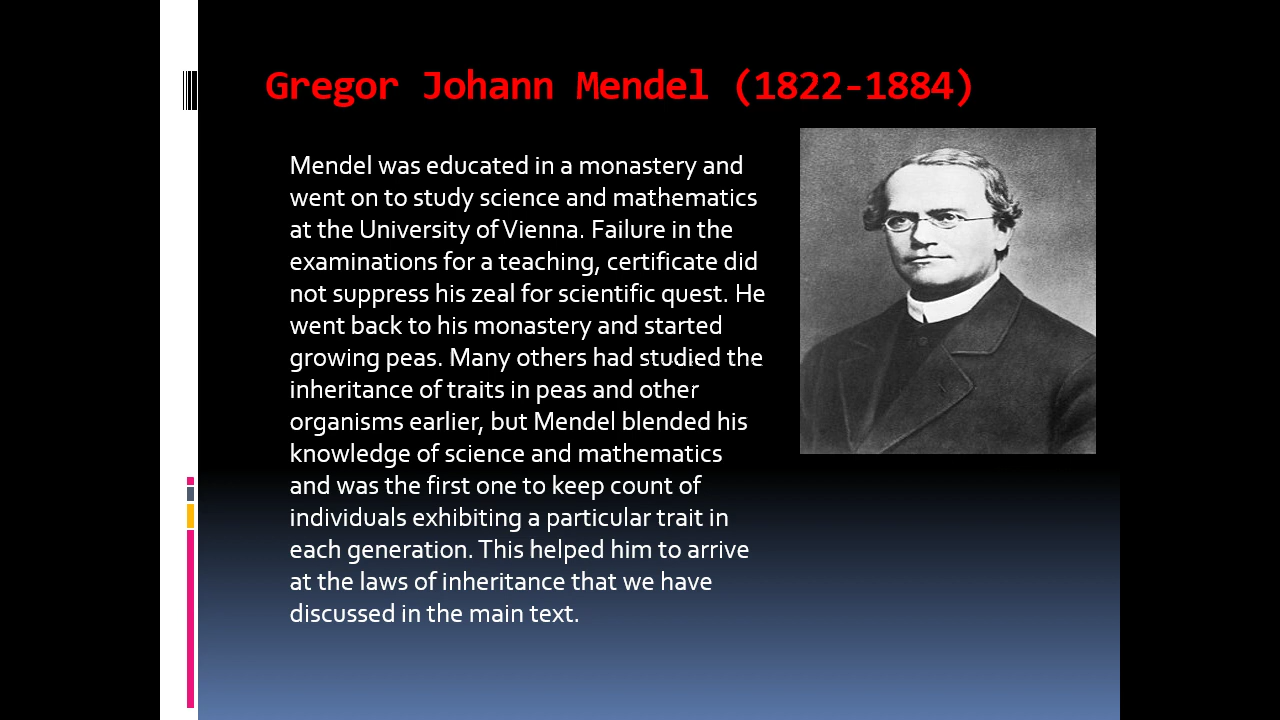 Gregor Johann Mendel (1822-1884)
Mendel was educated in a monastery and
went on to study science and mathematics
at the University of Vienna. Failure in the
examinations for a teaching, certificate did
not suppress his zeal for scientific quest. He
went back to his monastery and started
growing peas. Many others had studied the
inheritance of traits in peas and other
organisms earlier, but Mendel blended his
knowledge of science and mathematics
and was the first one to keep count of
individuals exhibiting a particular trait in
each generation. This helped him to arrive
at the laws of inheritance that we have
discussed in the main text.